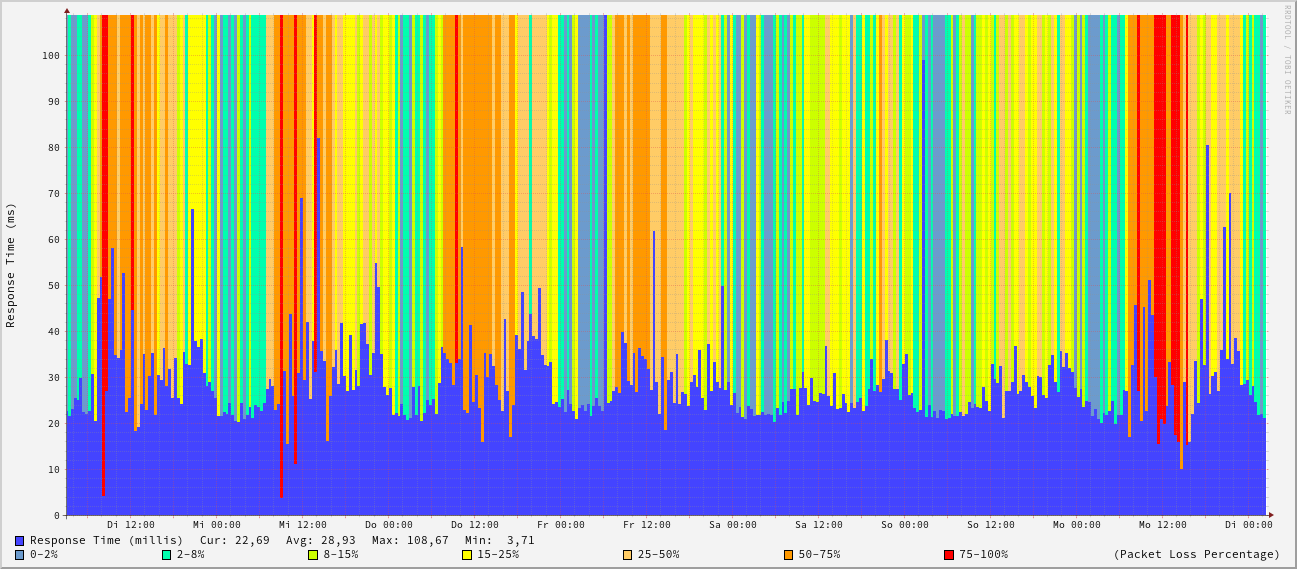 RRDTOOL / TOBI OETIKER
Response Time (ms)
100
90
80
70
60
50
40
30
20
10
0
Di 12:00 Mi 00:00 Mi 12:00 Do 00:00 Do 12:00 Fr 00:00 Fr 12:00 Sa 00:00 Sa 12:00 So 00:00 So 12:00 Mo 00:00 Mo 12:00 Di 00:00
Response Time (millis) Cur: 22,69 Avg: 28,93 Max: 108,67 Min: 3,71
0-2% 2-8% 8-15% 15-25% 25-50% 50-75% 75-100% (Packet Loss Percentage)